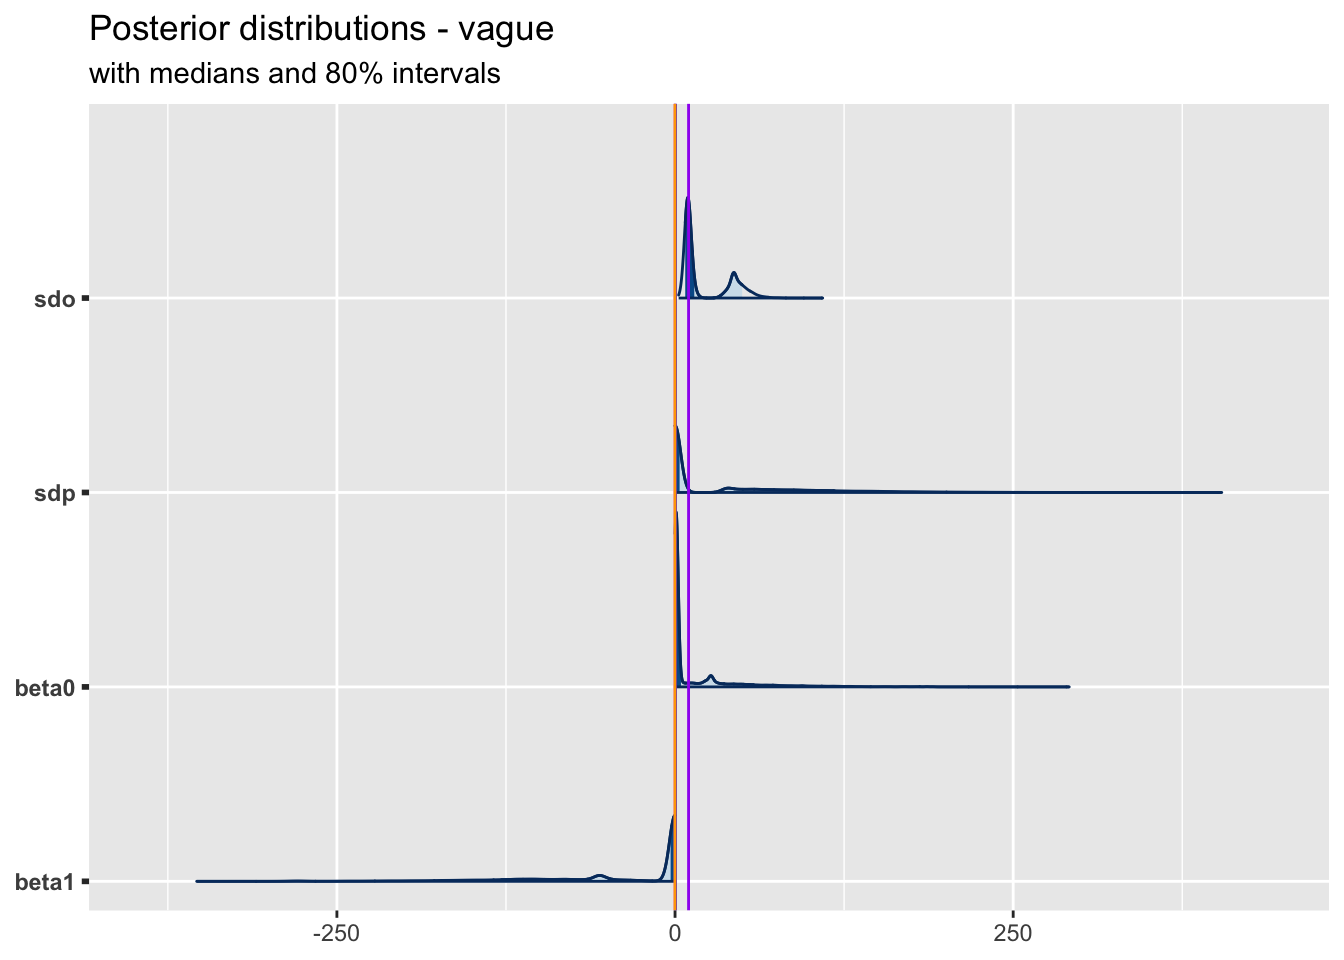 Posterior distributions - vague
with medians and 80% intervals
sdo
sdp
beta0
beta1
-250 0 250